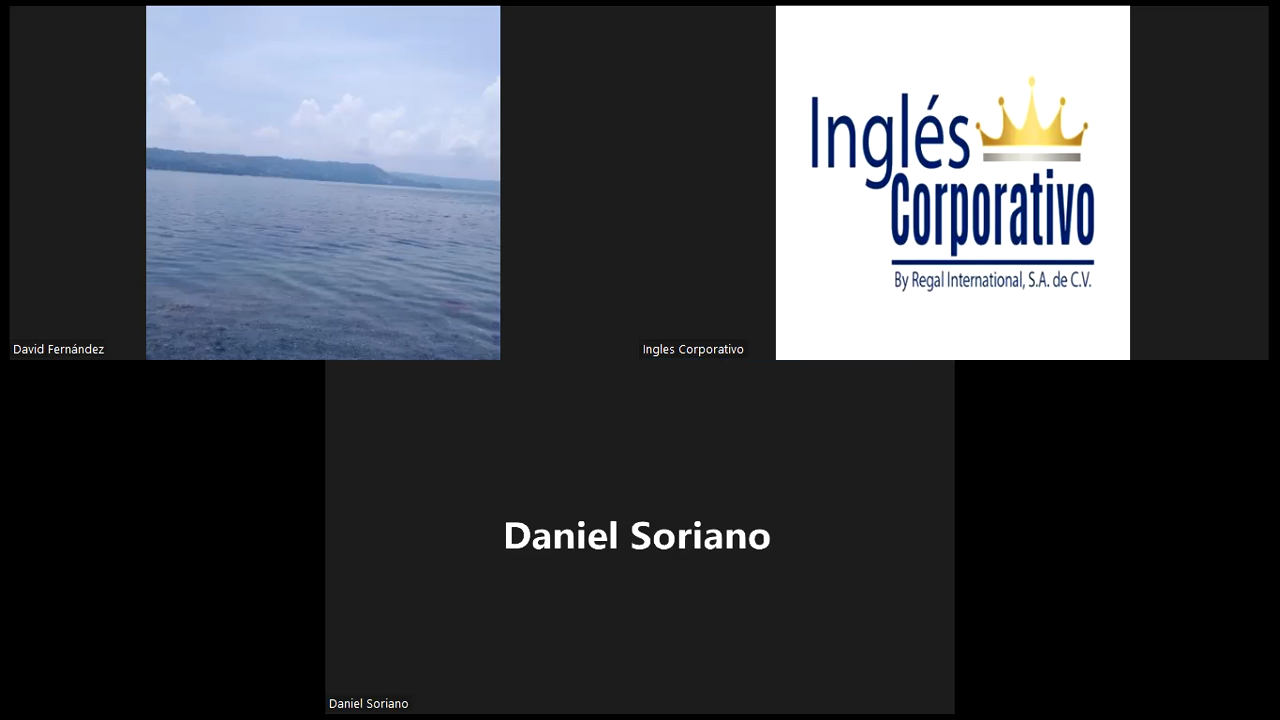 Inglés
Corporativo
By Regal International, S.A. de C.V.
David Fernández
Ingles Corporativo
Daniel Soriano
Daniel Soriano